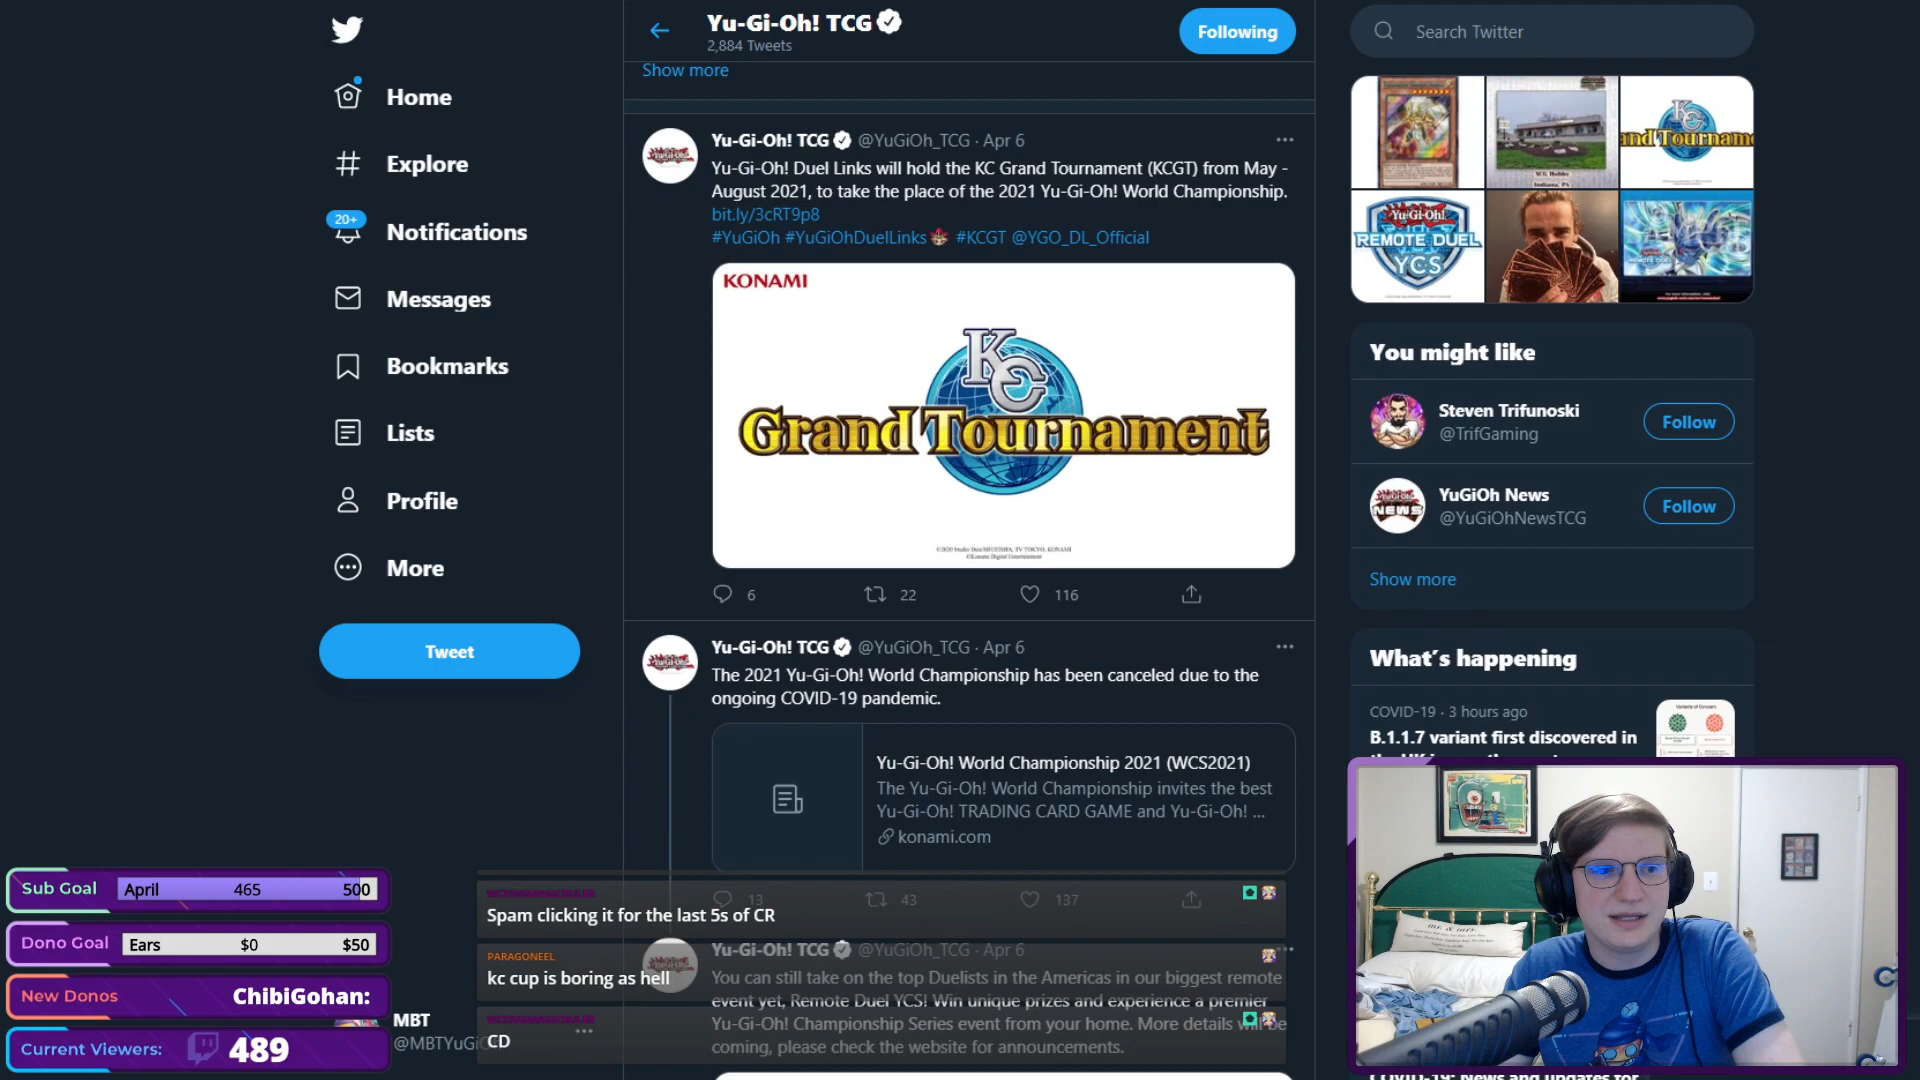 Home
Explore
20+
Notifications
Messages
Bookmarks
Lists
Profile
More
Tweet
Yu-Gi-Oh! TCG
2,884 Tweets
Following
Show more
Yu-Gi-Oh! TCG @YuGiOh_TCG · Apr 6
Yu-Gi-Oh! Duel Links will hold the KC Grand Tournament (KCGT) from May -
August 2021, to take the place of the 2021 Yu-Gi-Oh! World Championship.
bit.ly/3cRT9p8
#YuGiOh #YuGiOhDuelLinks #KCGT @YGO_DL_Official
KONAMI
KC
Grand Tournament
6
22
116
Yu-Gi-Oh! TCG @YuGiOh_TCG · Apr 6
The 2021 Yu-Gi-Oh! World Championship has been canceled due to the
ongoing COVID-19 pandemic.
Yu-Gi-Oh! World Championship 2021 (WCS2021)
The Yu-Gi-Oh! World Championship invites the best
Yu-Gi-Oh! TRADING CARD GAME and Yu-Gi-Oh! ...
konami.com
13
43
137
Yu-Gi-Oh! TCG @YuGiOh_TCG · Apr 6
You can still take on the top Duelists in the Americas in our biggest remote
event yet, Remote Duel YCS! Win unique prizes and experience a premier
Yu-Gi-Oh! Championship Series event from your home. More details will be
coming, please check the website for announcements.
Spam clicking it for the last 5s of CR
PARAGONEEL
kc cup is boring as hell
CD
Search Twitter
Yu-Gi-Oh!
REMOTE DUEL
YCS
You might like
Steven Trifunoski
@TrifGaming
Follow
YuGiOh News
@YuGiOhNewsTCG
Follow
Show more
What's happening
COVID-19 · 3 hours ago
B.1.1.7 variant first discovered in
Sub Goal
April 465 500
Dono Goal
Ears $0 $50
New Donos
ChibiGohan:
Current Viewers:
489
MBT
@MBTYuGi